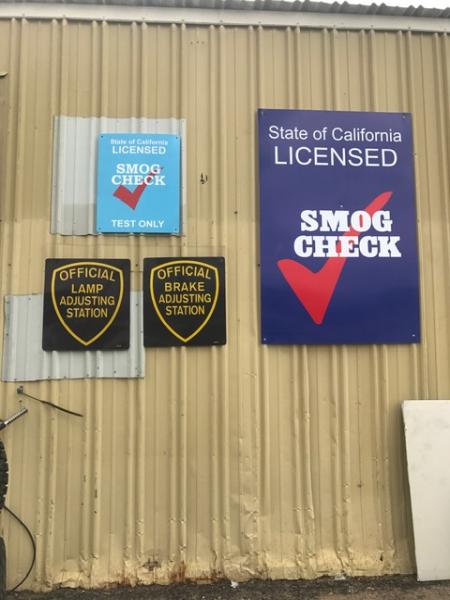 State of California
LICENSED
SMOG
CHECK
TEST ONLY
State of California
LICENSED
SMOG
CHECK
OFFICIAL
LAMP
ADJUSTING
STATION
OFFICIAL
BRAKE
ADJUSTING
STATION